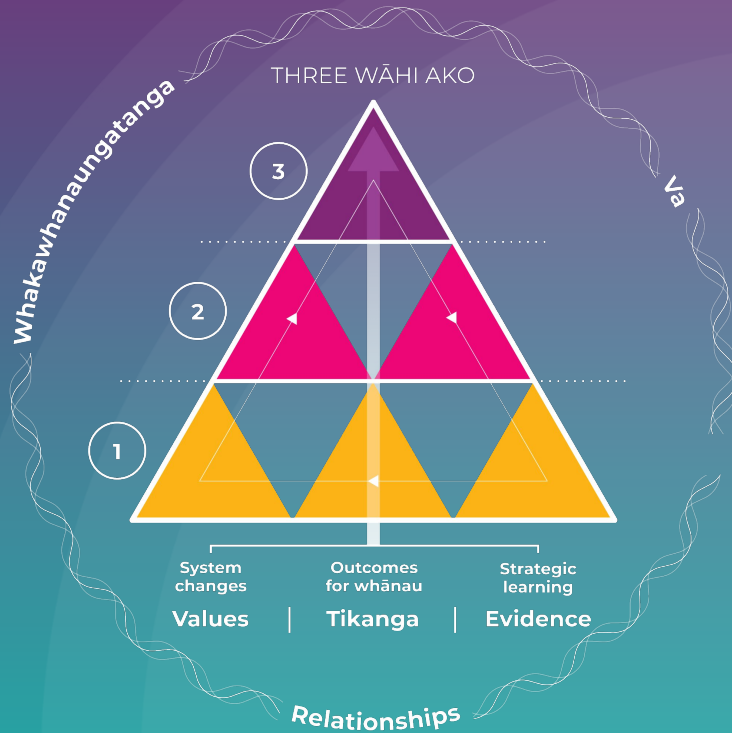 THREE WĀHI AKO
Whakawhanaungatanga
Va
3
2
1
System
changes
Outcomes
for whānau
Strategic
learning
Values | Tikanga | Evidence
Relationships